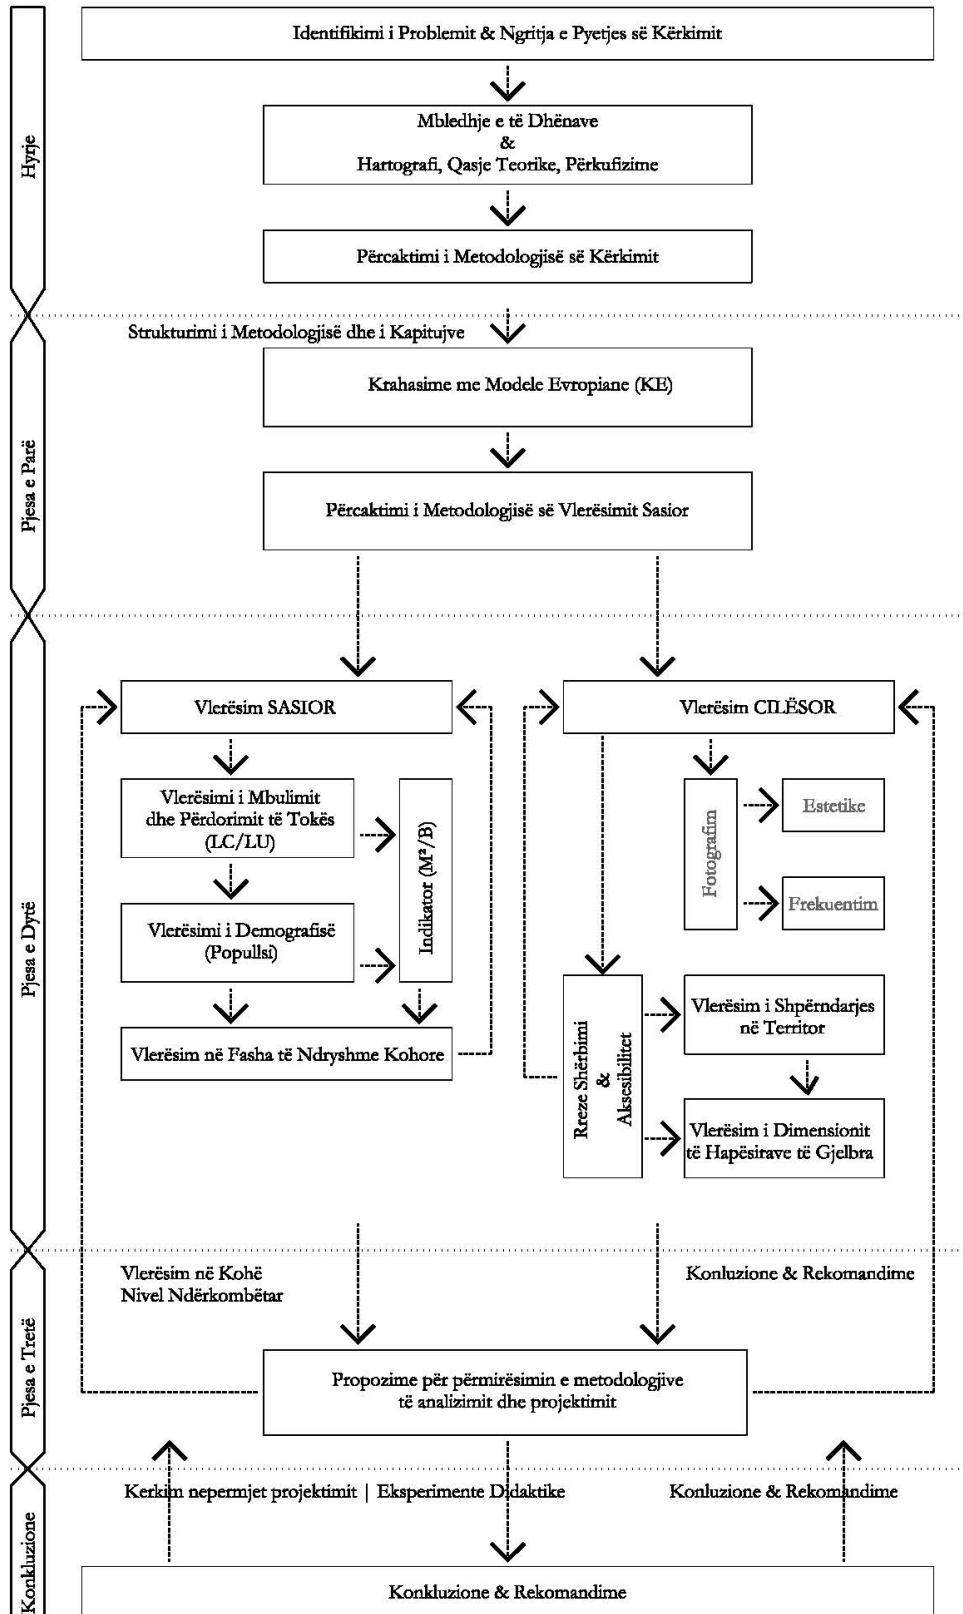 Hyrje
Identifikimi i Problemit & Ngritja e Pyetjes së Kërkimit
Mbledhje e të Dhënave
&
Hartografi, Qasje Teorike, Përkufizime
Përcaktimi i Metodologjisë së Kërkimit
Pjesa e Parë
Strukturimi i Metodologjisë dhe i Kapitujve
Krahasime me Modele Evropiane (KE)
Përcaktimi i Metodologjisë së Vlerësimit Sasior
Pjesa e Dytë
Vlerësim SASIOR
Vlerësimi i Mbulimit
dhe Përdorimit të Tokës
(LC/LU)
Vlerësimi i Demografisë
(Popullsi)
Indikator (M²/B)
Vlerësim në Fasha të Ndryshme Kohore
Vlerësim CILËSOR
Fotografim
Estetike
Frekuentim
Rreze Shërbimi
&
Aksesibilitet
Vlerësim i Shpërndarjes
në Territor
Vlerësim i Dimensionit
të Hapësirave të Gjelbra
Pjesa e Tretë
Vlerësim në Kohë
Nivel Ndërkombëtar
Konluzione & Rekomandime
Propozime për përmirësimin e metodologjive
të analizimit dhe projektimit
Konkluzione
Kerkim nepermjet projektimit | Eksperimente Didaktike
Konluzione & Rekomandime
Konkluzione & Rekomandime